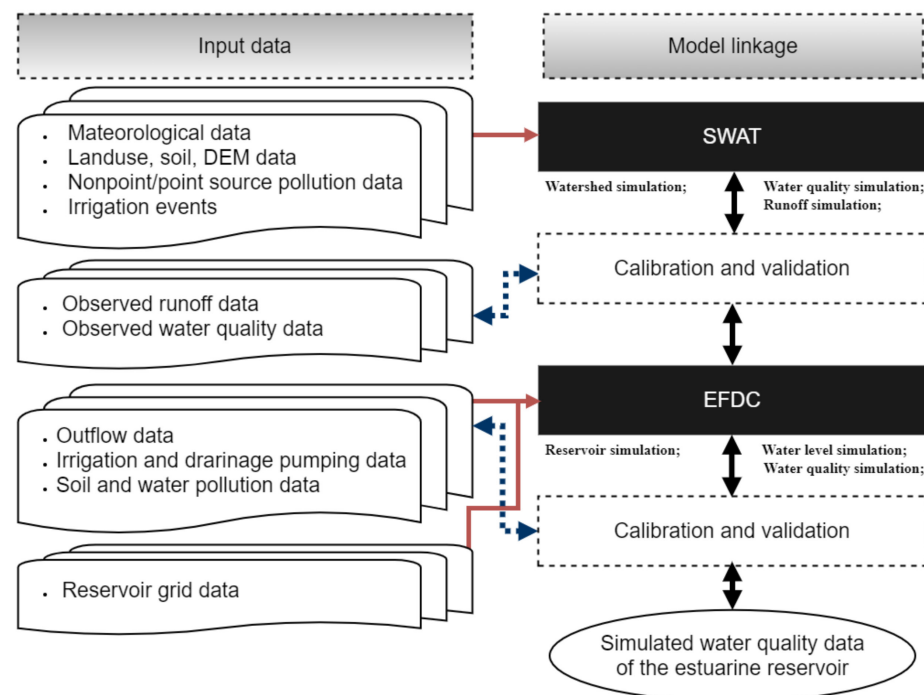 Input data
Model linkage
• Mateorological data
• Landuse, soil, DEM data
• Nonpoint/point source pollution data
• Irrigation events
SWAT
Watershed simulation;
Water quality simulation;
Runoff simulation;
Calibration and validation
• Observed runoff data
• Observed water quality data
EFDC
• Outflow data
• Irrigation and drarinage pumping data
• Soil and water pollution data
Reservoir simulation;
Water level simulation;
Water quality simulation;
Calibration and validation
• Reservoir grid data
Simulated water quality data
of the estuarine reservoir